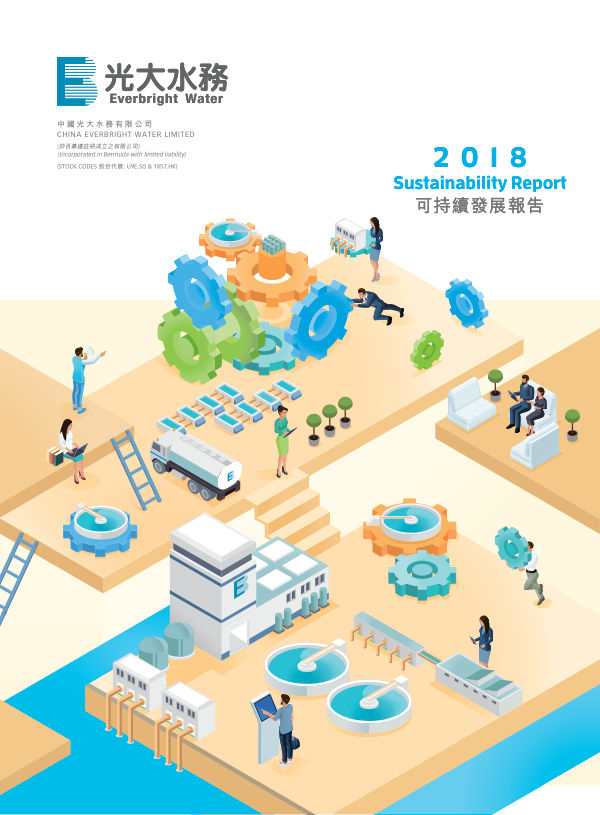 光大水務
Everbright Water
中國光大水務有限公司
CHINA EVERBRIGHT WATER LIMITED
(於百慕達註冊成立之有限公司)
(Incorporated in Bermuda with limited liability)
(STOCK CODES 股份代號: U9E.SG & 1857.HK)
2018
Sustainability Report
可持續發展報告